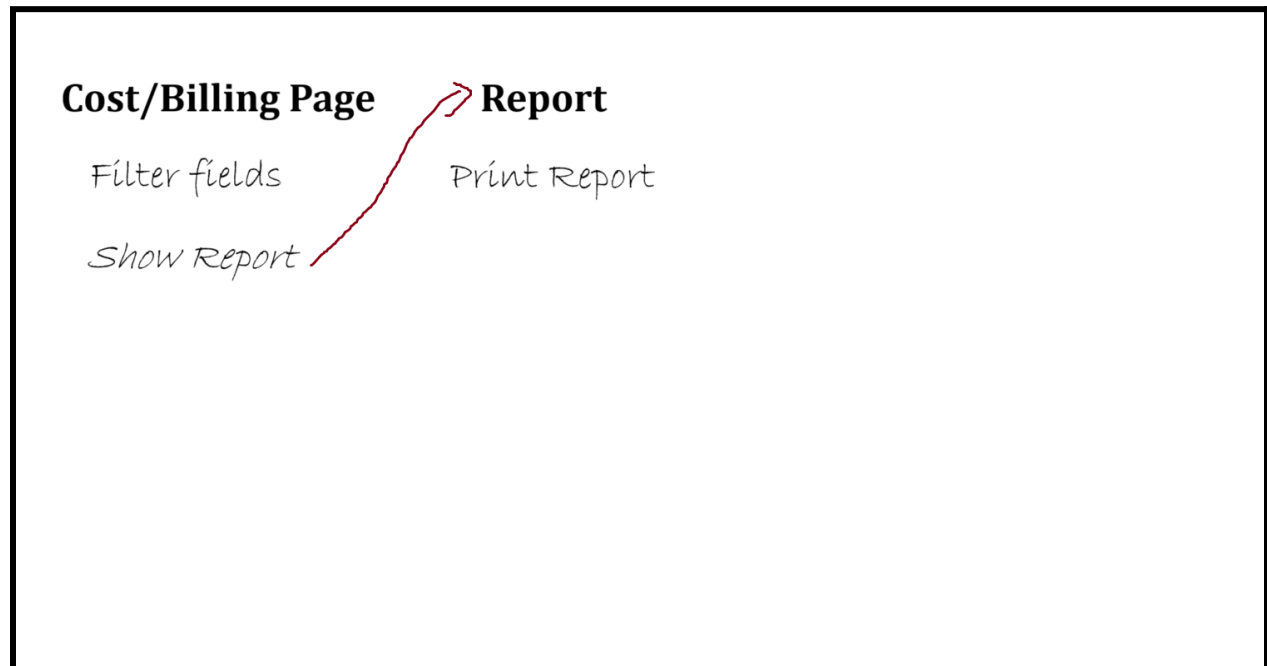 Cost/Billing Page
Filter fields
Show Report
Report
Print Report